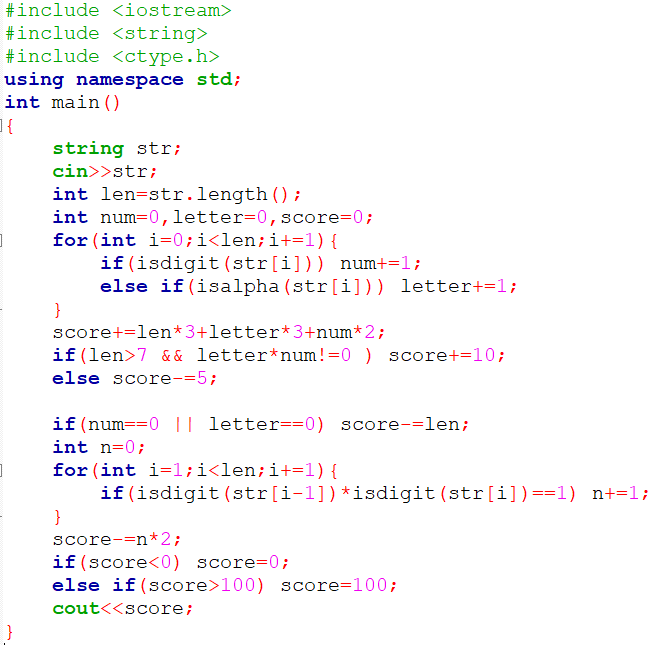 #include <iostream>
#include <string>
#include <ctype.h>
using namespace std;
int main()
{
    string str;
    cin>>str;
    int len=str.length();
    int num=0,letter=0,score=0;
    for(int i=0;i<len;i+=1){
        if(isdigit(str[i])) num+=1;
        else if(isalpha(str[i])) letter+=1;
    }
    score+=len*3+letter*3+num*2;
    if(len>7 && letter*num!=0 ) score+=10;
    else score-=5;

    if(num==0 || letter==0) score-=len;
    int n=0;
    for(int i=1;i<len;i+=1){
        if(isdigit(str[i-1])*isdigit(str[i])==1) n+=1;
    }
    score-=n*2;
    if(score<0) score=0;
    else if(score>100) score=100;
    cout<<score;
}